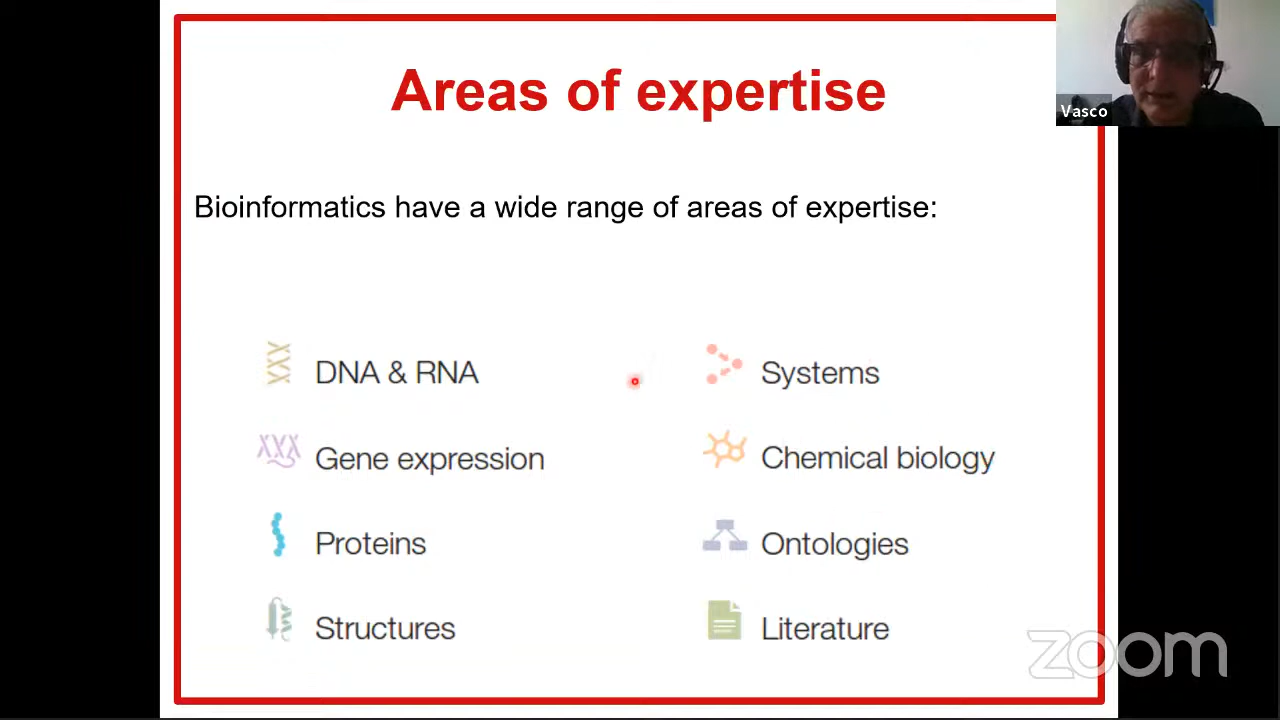 Areas of expertise
Vasco
Bioinformatics have a wide range of areas of expertise:
DNA & RNA
Systems
Gene expression
Chemical biology
Proteins
Ontologies
Structures
Literature
zoom